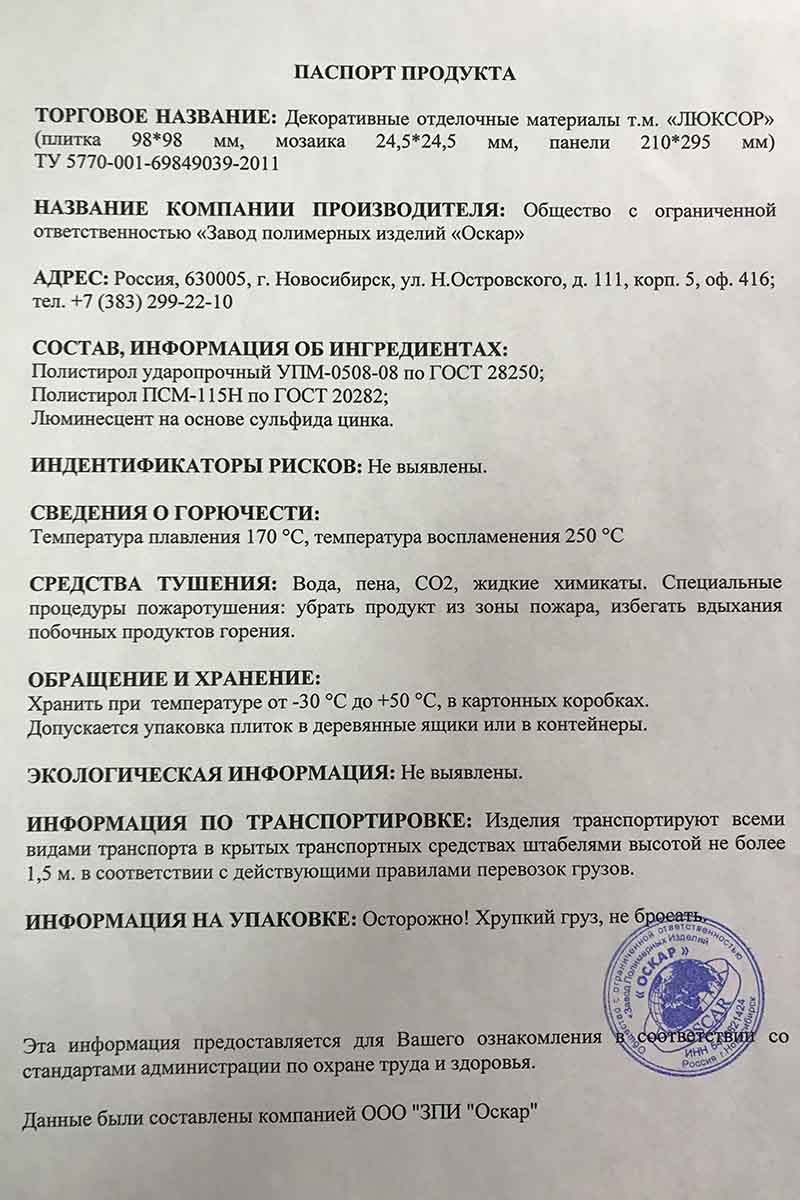 ПАСПОРТ ПРОДУКТА
ТОРГОВОЕ НАЗВАНИЕ: Декоративные отделочные материалы т.м. «ЛЮКСОР»
(плитка 98*98 мм, мозаика 24,5*24,5 мм, панели 210*295 мм)
ТУ 5770-001-69849039-2011
НАЗВАНИЕ КОМПАНИИ ПРОИЗВОДИТЕЛЯ: Общество с ограниченной
ответственностью «Завод полимерных изделий «Оскар»
АДРЕС: Россия, 630005, г. Новосибирск, ул. Н.Островского, д. 111, корп. 5, оф. 416;
тел. +7 (383) 299-22-10
СОСТАВ, ИНФОРМАЦИЯ ОБ ИНГРЕДИЕНТАХ:
Полистирол ударопрочный УПМ-0508-08 по ГОСТ 28250;
Полистирол ПСМ-115Н по ГОСТ 20282;
Люминесцент на основе сульфида цинка.
ИНДЕНТИФИКАТОРЫ РИСКОВ: Не выявлены.
СВЕДЕНИЯ О ГОРЮЧЕСТИ:
Температура плавления 170 °С, температура воспламенения 250 °С
СРЕДСТВА ТУШЕНИЯ: Вода, пена, СО2, жидкие химикаты. Специальные
процедуры пожаротушения: убрать продукт из зоны пожара, избегать вдыхания
побочных продуктов горения.
ОБРАЩЕНИЕ И ХРАНЕНИЕ:
Хранить при температуре от -30 °С до +50 °С, в картонных коробках.
Допускается упаковка плиток в деревянные ящики или в контейнеры.
ЭКОЛОГИЧЕСКАЯ ИНФОРМАЦИЯ: Не выявлены.
ИНФОРМАЦИЯ ПО ТРАНСПОРТИРОВКЕ: Изделия транспортируют всеми
видами транспорта в крытых транспортных средствах штабелями высотой не более
1,5 м. в соответствии с действующими правилами перевозок грузов.
ИНФОРМАЦИЯ НА УПАКОВКЕ: Осторожно! Хрупкий груз, не бросать.
Общество с ограниченной ответственностью
«Завод Полимерных Изделий
« ОСКАР »
OSCAR
ИНН
Россия г.Новосибирск
Эта информация предоставляется для Вашего ознакомления в соответствии со
стандартами администрации по охране труда и здоровья.
Данные были составлены компанией ООО "ЗПИ "Оскар"